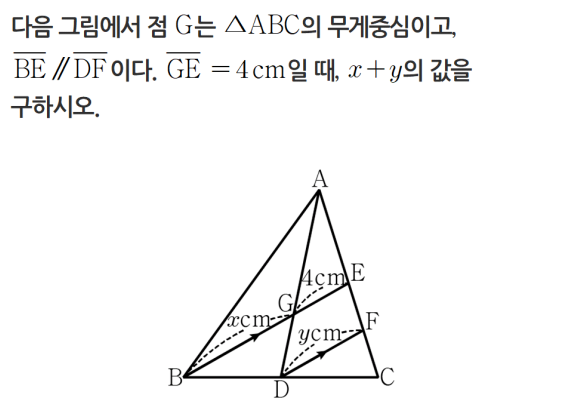 다음 그림에서 점 G는 △ABC의 무게중심이고,
BE ∥ DF이다. GE = 4cm일 때, x+y의 값을
구하시오.
A
4cm E
G
xcm F
ycm
B C
D